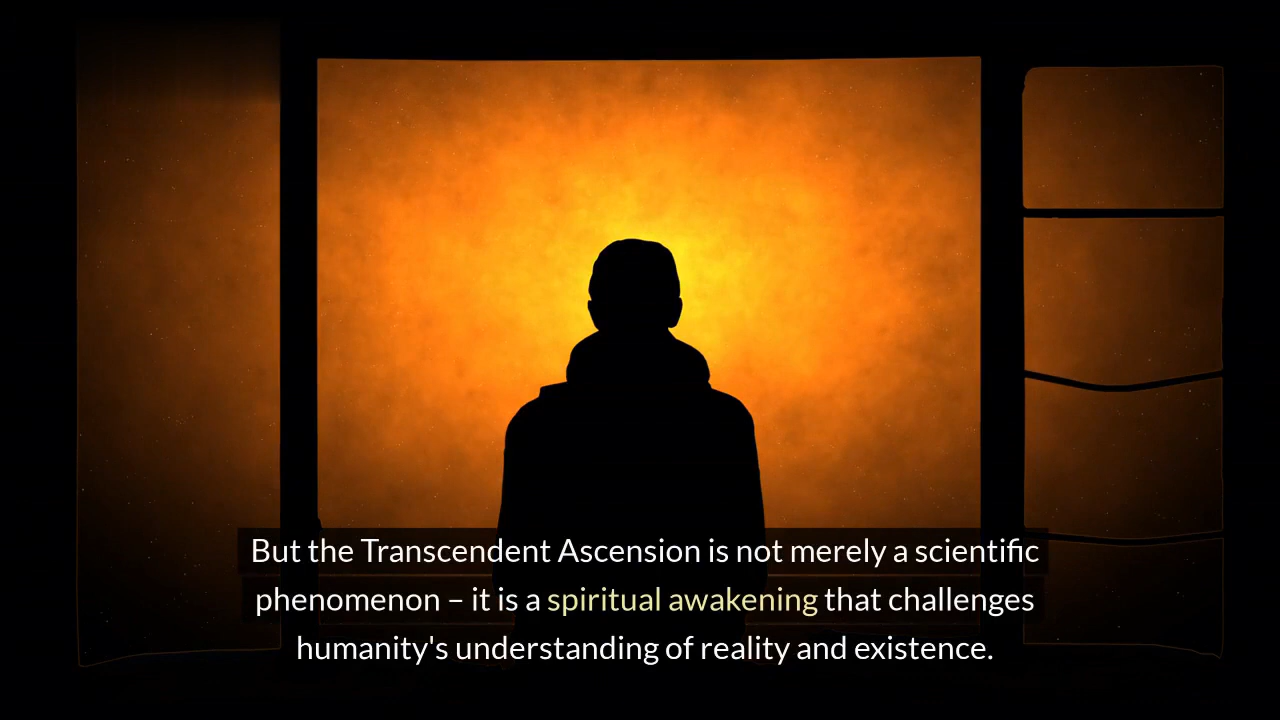 But the Transcendent Ascension is not merely a scientific
phenomenon – it is a spiritual awakening that challenges
humanity's understanding of reality and existence.